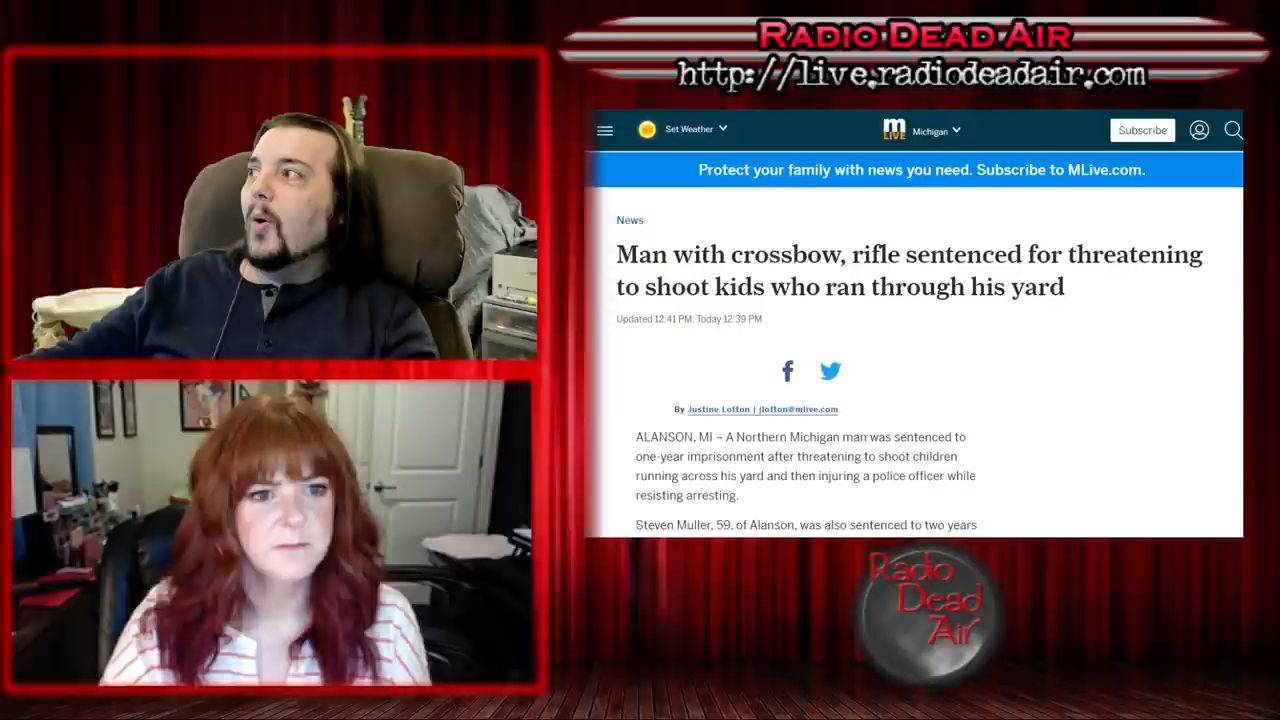 RADIO DEAD AIR
http://live.radiodeadair.com
Set Weather
m
LIVE
Michigan
Subscribe
Protect your family with news you need. Subscribe to MLive.com.
News
Man with crossbow, rifle sentenced for threatening
to shoot kids who ran through his yard
Updated 12:41 PM; Today 12:39 PM
f
By Justine Lofton | jlofton@mlive.com
ALANSON, MI – A Northern Michigan man was sentenced to
one-year imprisonment after threatening to shoot children
running across his yard and then injuring a police officer while
resisting arresting.
Steven Muller, 59, of Alanson, was also sentenced to two years
Radio
Dead
Air